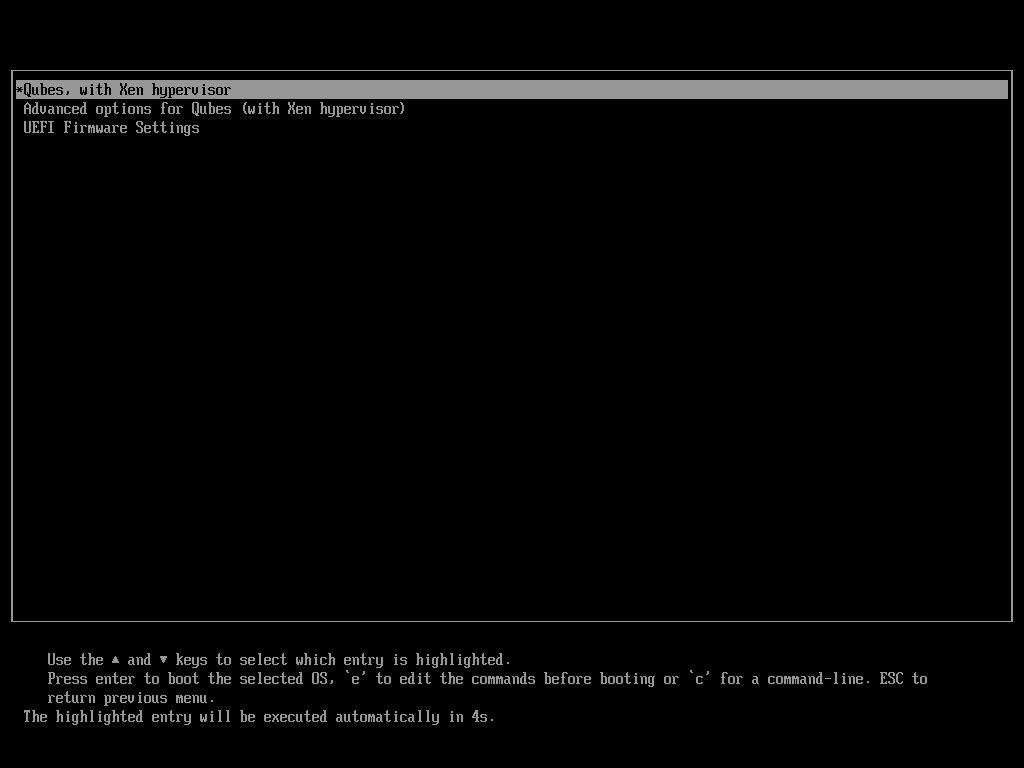 *Qubes, with Xen hypervisor
Advanced options for Qubes (with Xen hypervisor)
UEFI Firmware Settings
Use the ▲ and ▼ keys to select which entry is highlighted.
Press enter to boot the selected OS, `e' to edit the commands before booting or `c' for a command-line. ESC to
return previous menu.
The highlighted entry will be executed automatically in 4s.